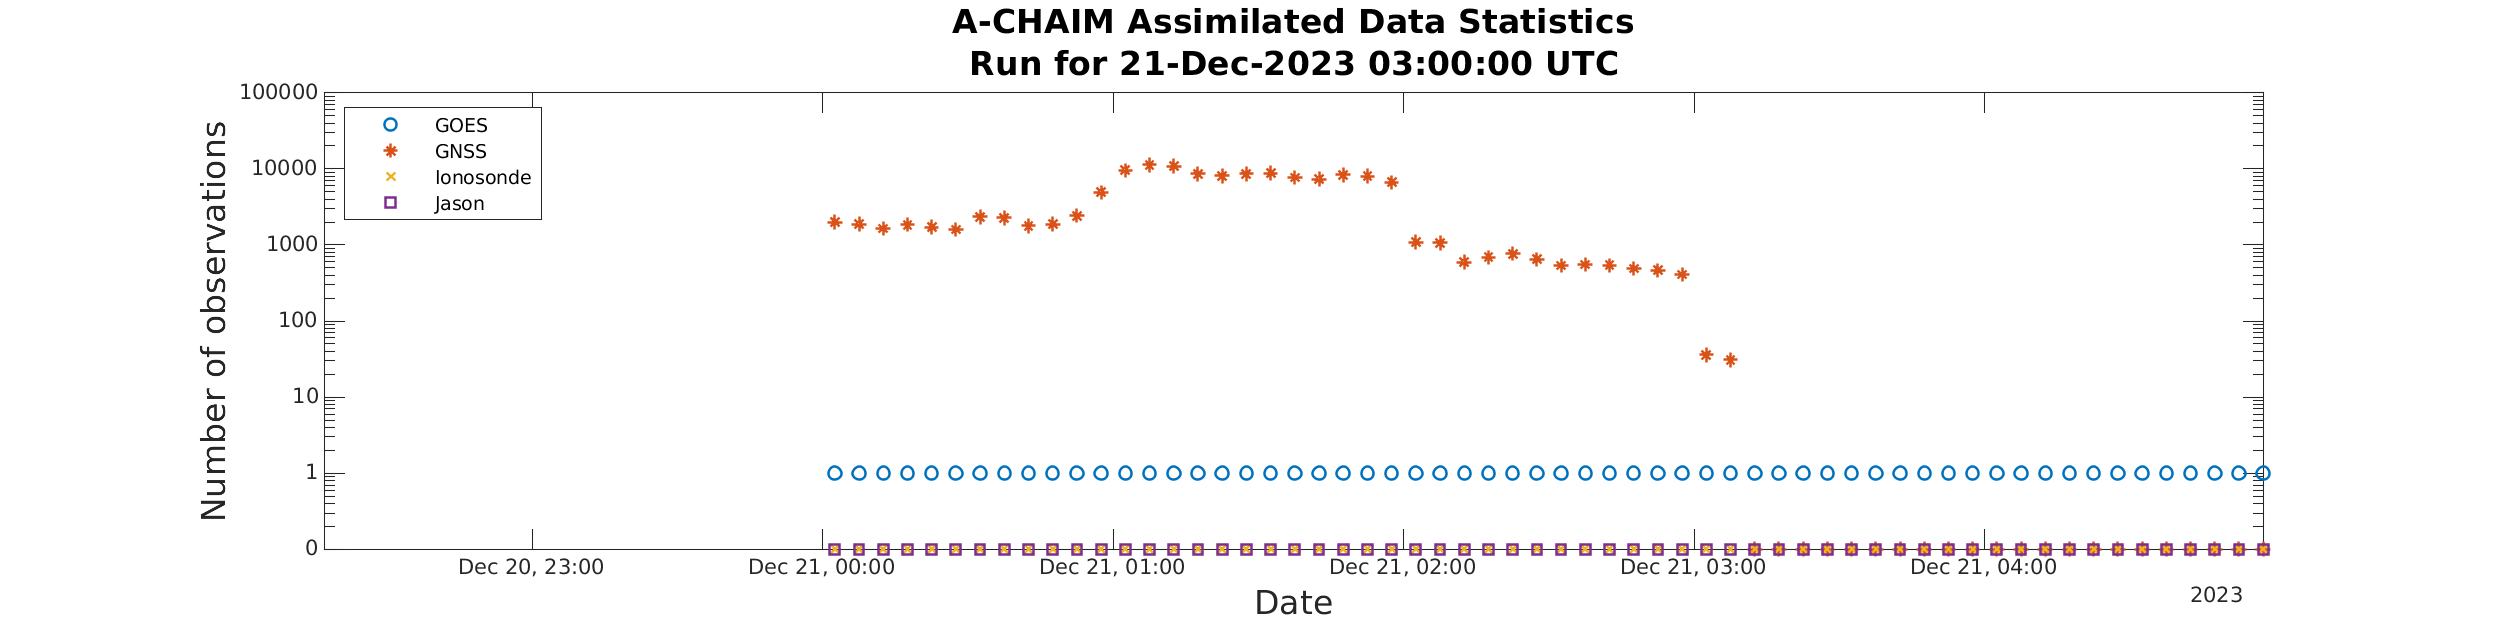 A-CHAIM Assimilated Data Statistics
Run for 21-Dec-2023 03:00:00 UTC
100000
10000
1000
100
10
1
0
Number of observations
GOES
GNSS
Ionosonde
Jason
Dec 20, 23:00
Dec 21, 00:00
Dec 21, 01:00
Dec 21, 02:00
Dec 21, 03:00
Dec 21, 04:00
2023
Date